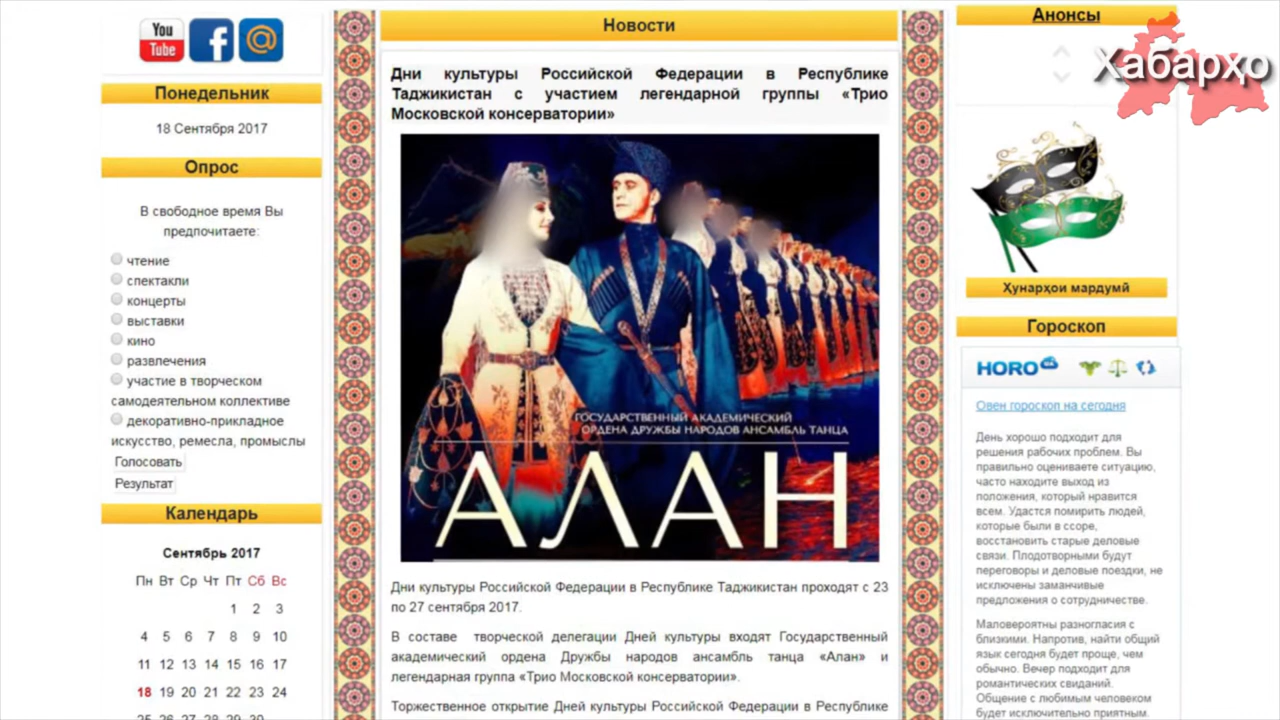 You
Tube
f
@
Понедельник
18 Сентября 2017
Опрос
В свободное время Вы
предпочитаете:
чтение
спектакли
концерты
выставки
кино
развлечения
участие в творческом
самодеятельном коллективе
декоративно-прикладное
искусство, ремесла, промыслы
Голосовать
Результат
Календарь
Сентябрь 2017
Пн Вт Ср Чт Пт Сб Вс
1 2 3
4 5 6 7 8 9 10
11 12 13 14 15 16 17
18 19 20 21 22 23 24
25 26 27 28 29 30
Новости
Дни культуры Российской Федерации в Республике
Таджикистан с участием легендарной группы «Трио
Московской консерватории»
ГОСУДАРСТВЕННЫЙ АКАДЕМИЧЕСКИЙ
ОРДЕНА ДРУЖБЫ НАРОДОВ АНСАМБЛЬ ТАНЦА
АЛАН
Дни культуры Российской Федерации в Республике Таджикистан проходят с 23
по 27 сентября 2017.
В составе творческой делегации Дней культуры входят Государственный
академический ордена Дружбы народов ансамбль танца «Алан» и
легендарная группа «Трио Московской консерватории».
Торжественное открытие Дней культуры Российской Федерации в Республике
Анонсы
Хабарҳо
Ҳунарҳои мардумӣ
Гороскоп
HORO
Овен гороскоп на сегодня
День хорошо подходит для
решения рабочих проблем. Вы
правильно оцениваете ситуацию,
часто находите выход из
положения, который нравится
всем. Удастся помирить людей,
которые были в ссоре,
восстановить старые деловые
связи. Плодотворными будут
переговоры и деловые поездки, не
исключены заманчивые
предложения о сотрудничестве.
Маловероятны разногласия с
близкими. Напротив, найти общий
язык сегодня будет проще, чем
обычно. Вечер подходит для
романтических свиданий.
Общение с любимым человеком
будет исключительно приятным.